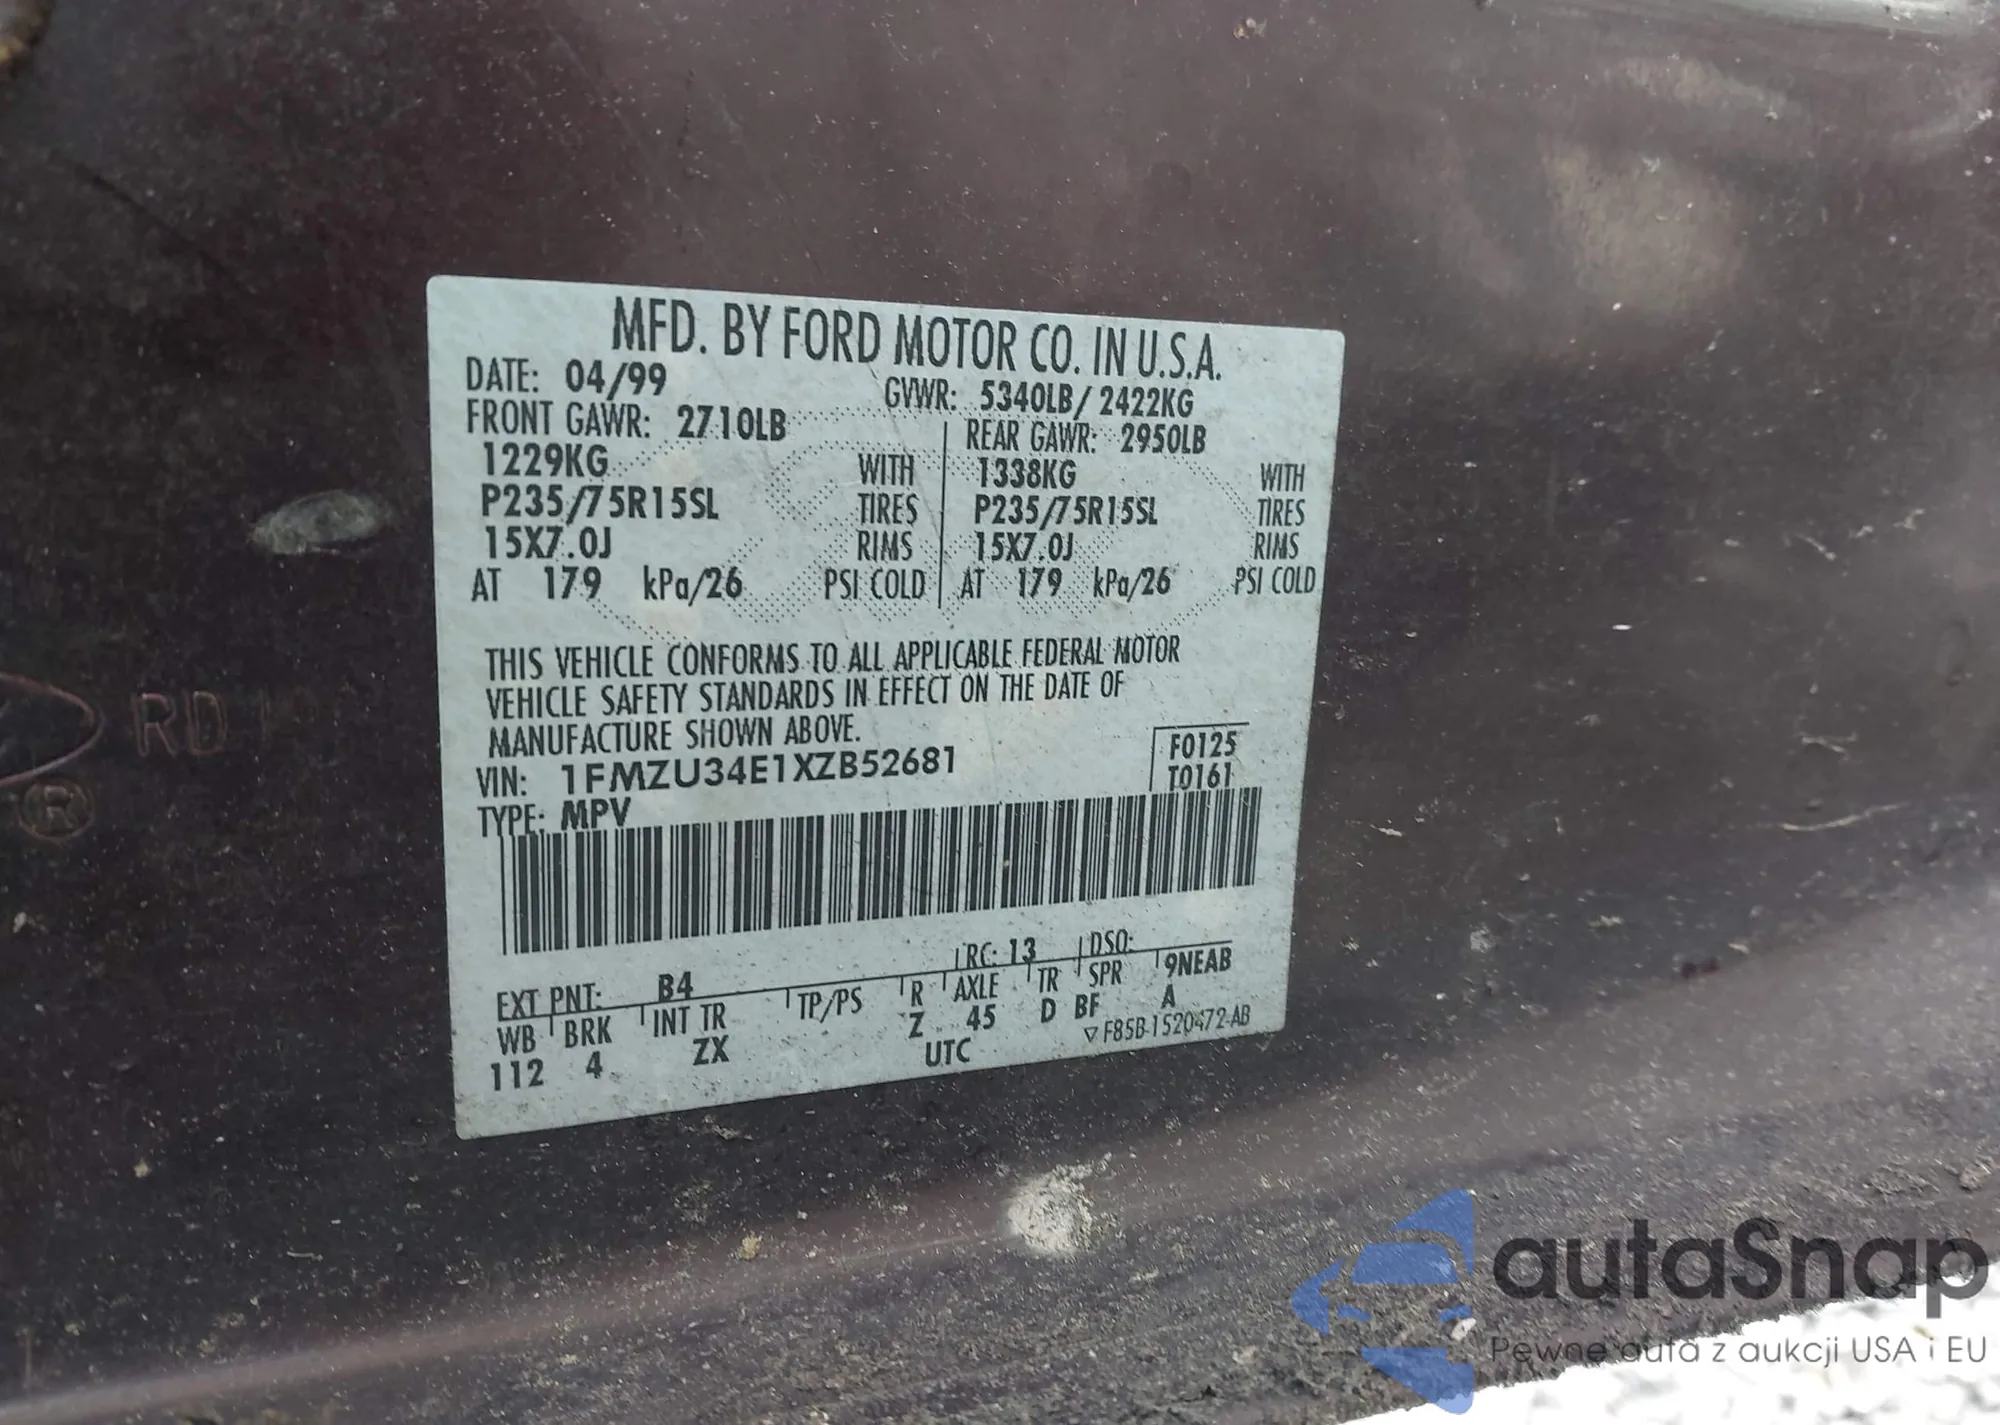 MFD. BY FORD MOTOR CO. IN U.S.A.
DATE: 04/99 GVWR: 5340LB/ 2422KG
FRONT GAWR: 2710LB REAR GAWR: 2950LB
1229KG WITH 1338KG WITH
P235/75R15SL TIRES P235/75R15SL TIRES
15X7.0J RIMS 15X7.0J RIMS
AT 179 kPa/26 PSI COLD AT 179 kPa/26 PSI COLD
THIS VEHICLE CONFORMS TO ALL APPLICABLE FEDERAL MOTOR
VEHICLE SAFETY STANDARDS IN EFFECT ON THE DATE OF
MANUFACTURE SHOWN ABOVE.
VIN: 1FMZU34E1XZB52681 F0125
TYPE: MPV T0161
EXT PNT: B4 RC: 13 DSO:
WB BRK INT TR TP/PS R AXLE TR SPR 9NEAB
112 4 ZX Z 45 D BF A
UTC ▽ F85B-1520472-AB
RD
®
autaSnap
Pewne auta z aukcji USA i EU